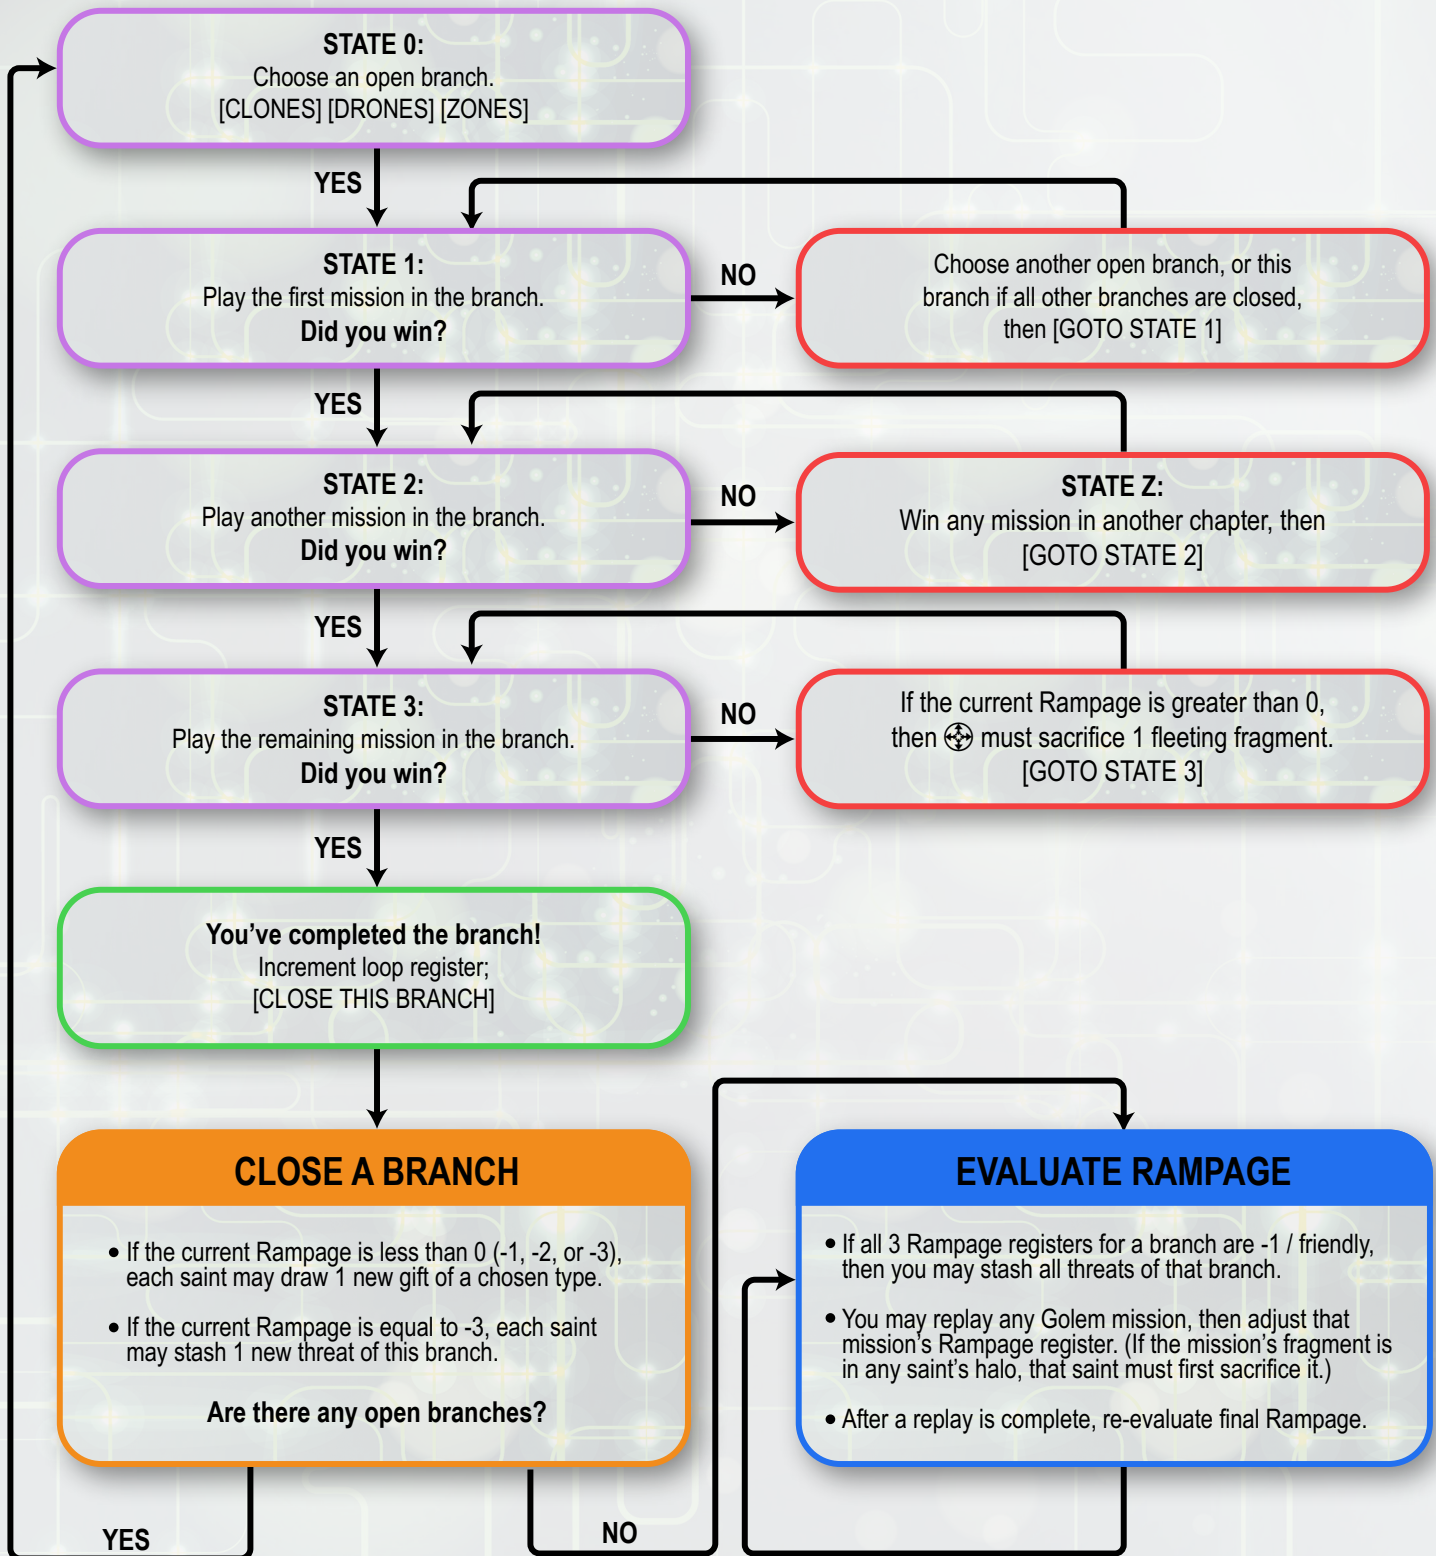 STATE 0:
Choose an open branch.
[CLONES] [DRONES] [ZONES]
YES
STATE 1:
Play the first mission in the branch.
Did you win?
NO
Choose another open branch, or this
branch if all other branches are closed,
then [GOTO STATE 1]
YES
STATE 2:
Play another mission in the branch.
Did you win?
NO
STATE Z:
Win any mission in another chapter, then
[GOTO STATE 2]
YES
STATE 3:
Play the remaining mission in the branch.
Did you win?
NO
If the current Rampage is greater than 0,
then must sacrifice 1 fleeting fragment.
[GOTO STATE 3]
YES
You’ve completed the branch!
Increment loop register;
[CLOSE THIS BRANCH]
CLOSE A BRANCH
• If the current Rampage is less than 0 (-1, -2, or -3),
each saint may draw 1 new gift of a chosen type.
• If the current Rampage is equal to -3, each saint
may stash 1 new threat of this branch.
Are there any open branches?
YES
NO
EVALUATE RAMPAGE
• If all 3 Rampage registers for a branch are -1 / friendly,
then you may stash all threats of that branch.
• You may replay any Golem mission, then adjust that
mission’s Rampage register. (If the mission’s fragment is
in any saint’s halo, that saint must first sacrifice it.)
• After a replay is complete, re-evaluate final Rampage.